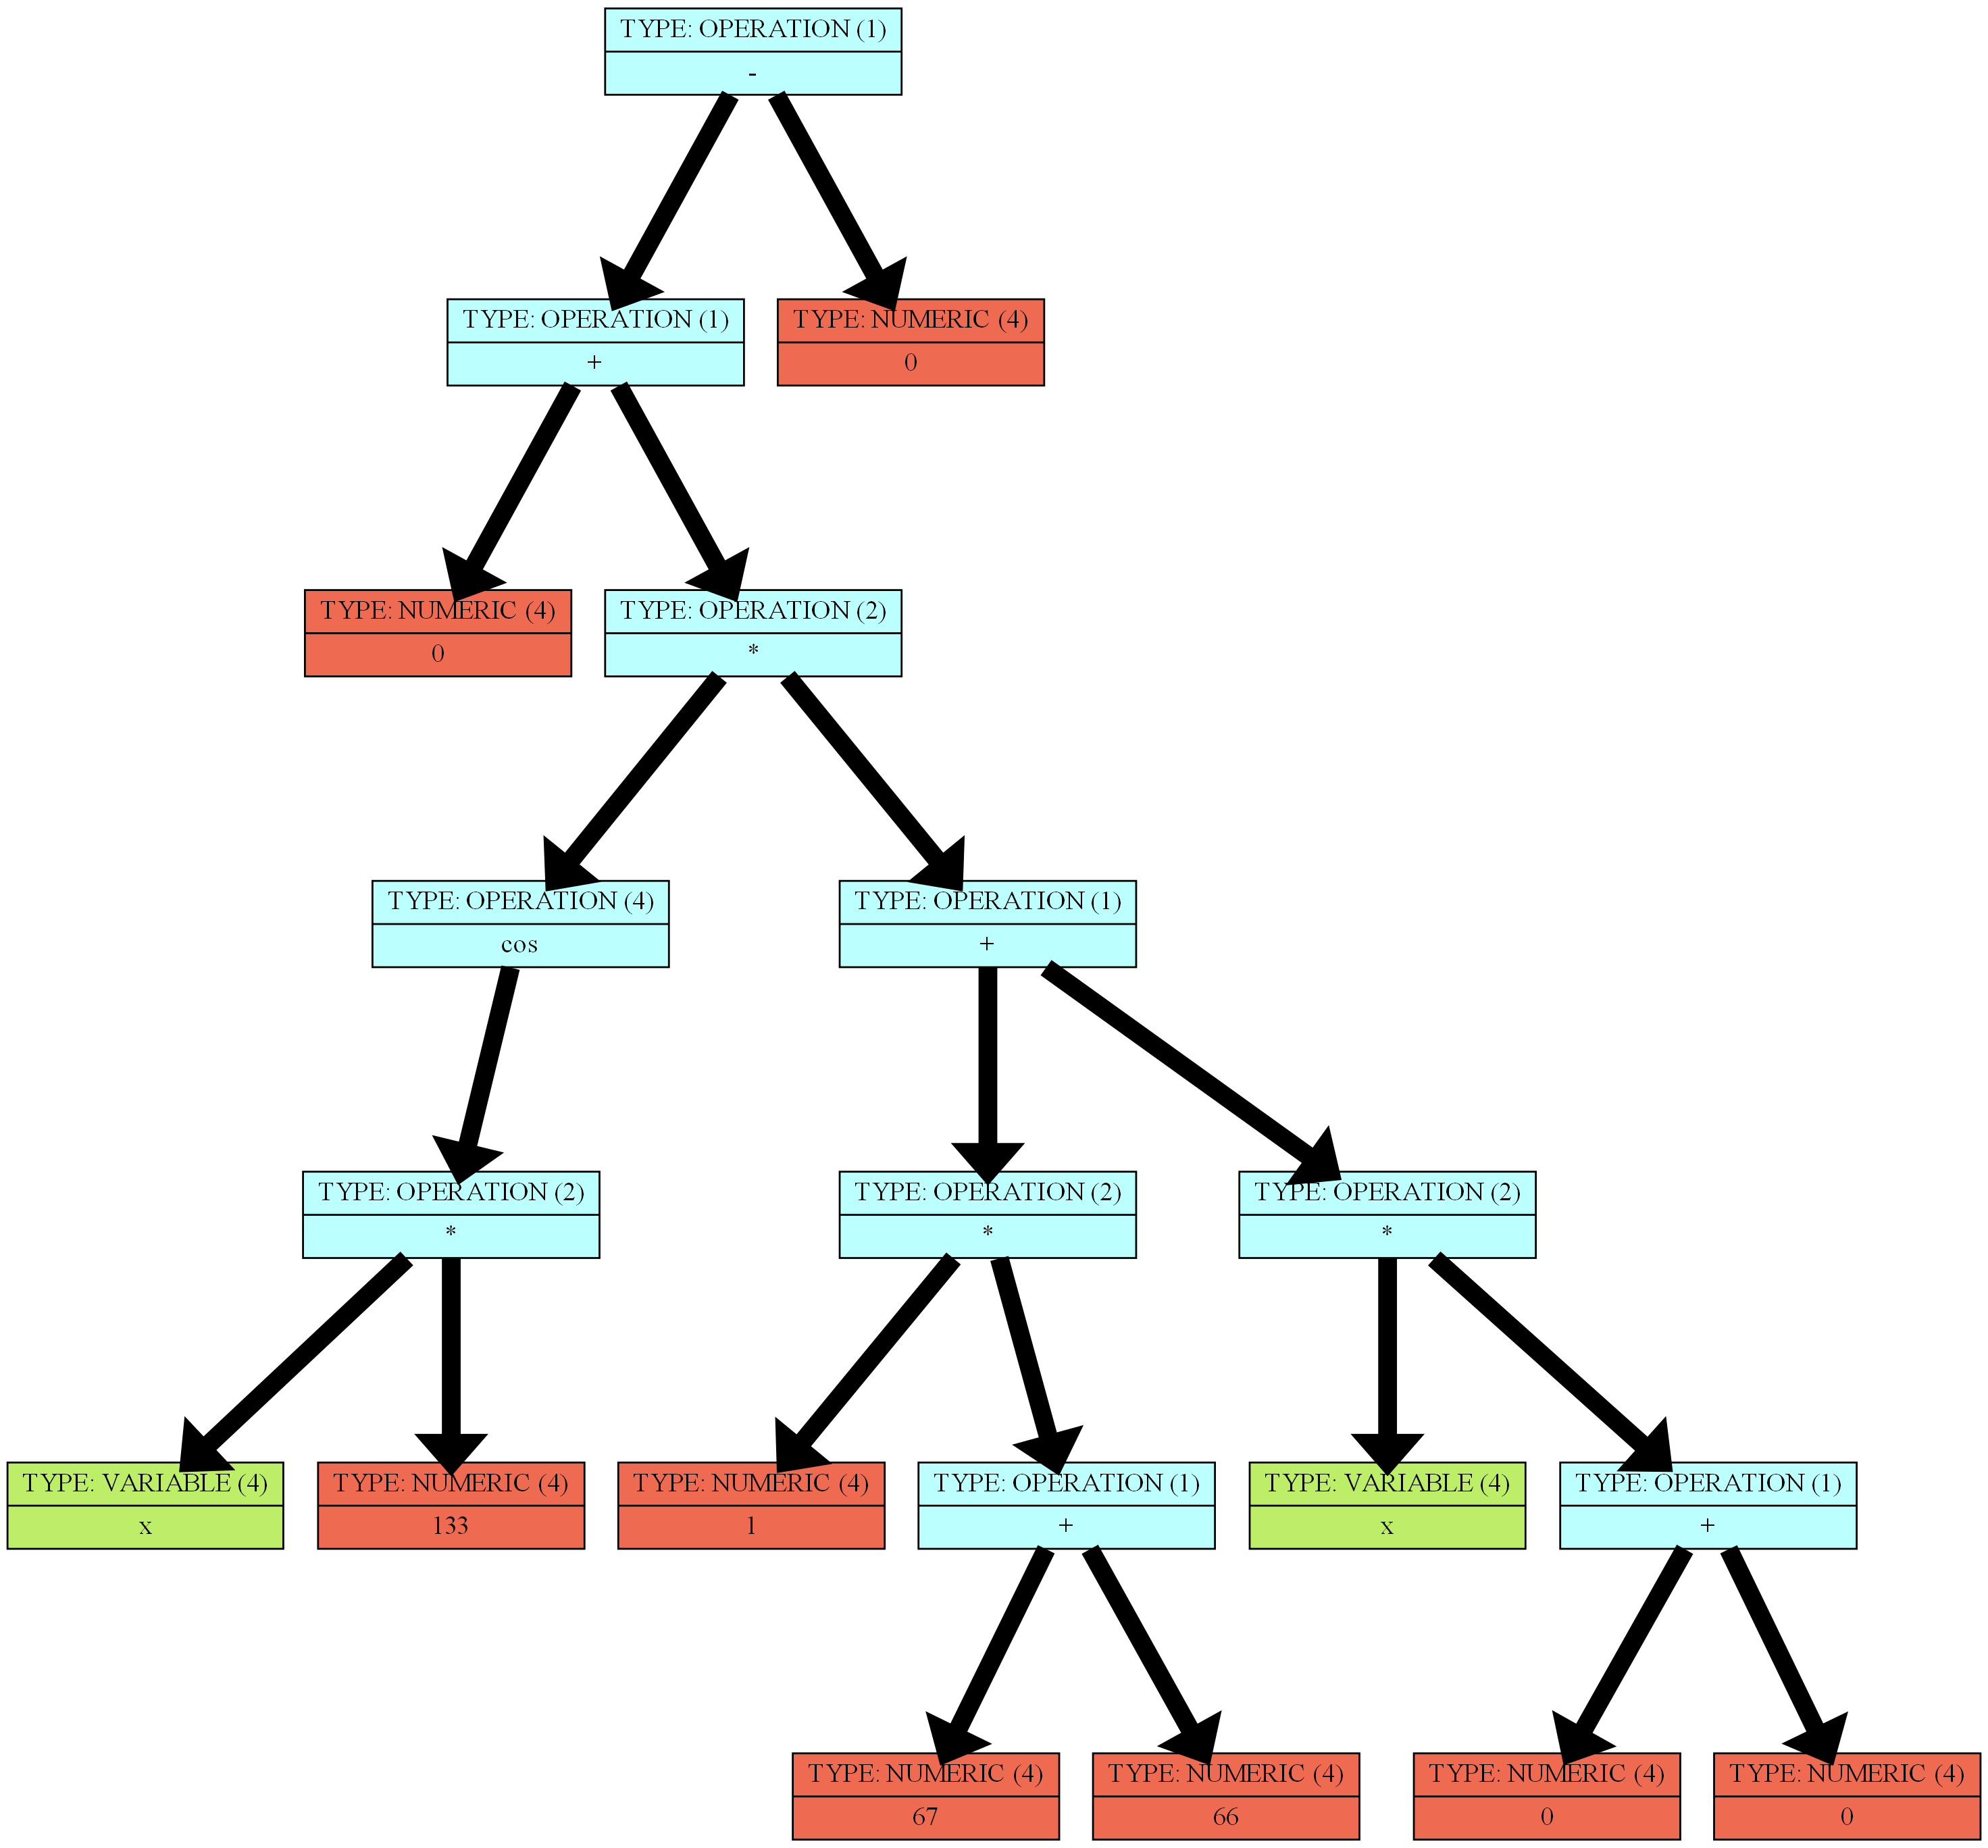 TYPE: OPERATION (1)
-
TYPE: OPERATION (1)
+
TYPE: NUMERIC (4)
0
TYPE: NUMERIC (4)
0
TYPE: OPERATION (2)
*
TYPE: OPERATION (4)
cos
TYPE: OPERATION (1)
+
TYPE: OPERATION (2)
*
TYPE: OPERATION (2)
*
TYPE: OPERATION (2)
*
TYPE: VARIABLE (4)
x
TYPE: NUMERIC (4)
133
TYPE: NUMERIC (4)
1
TYPE: OPERATION (1)
+
TYPE: VARIABLE (4)
x
TYPE: OPERATION (1)
+
TYPE: NUMERIC (4)
67
TYPE: NUMERIC (4)
66
TYPE: NUMERIC (4)
0
TYPE: NUMERIC (4)
0